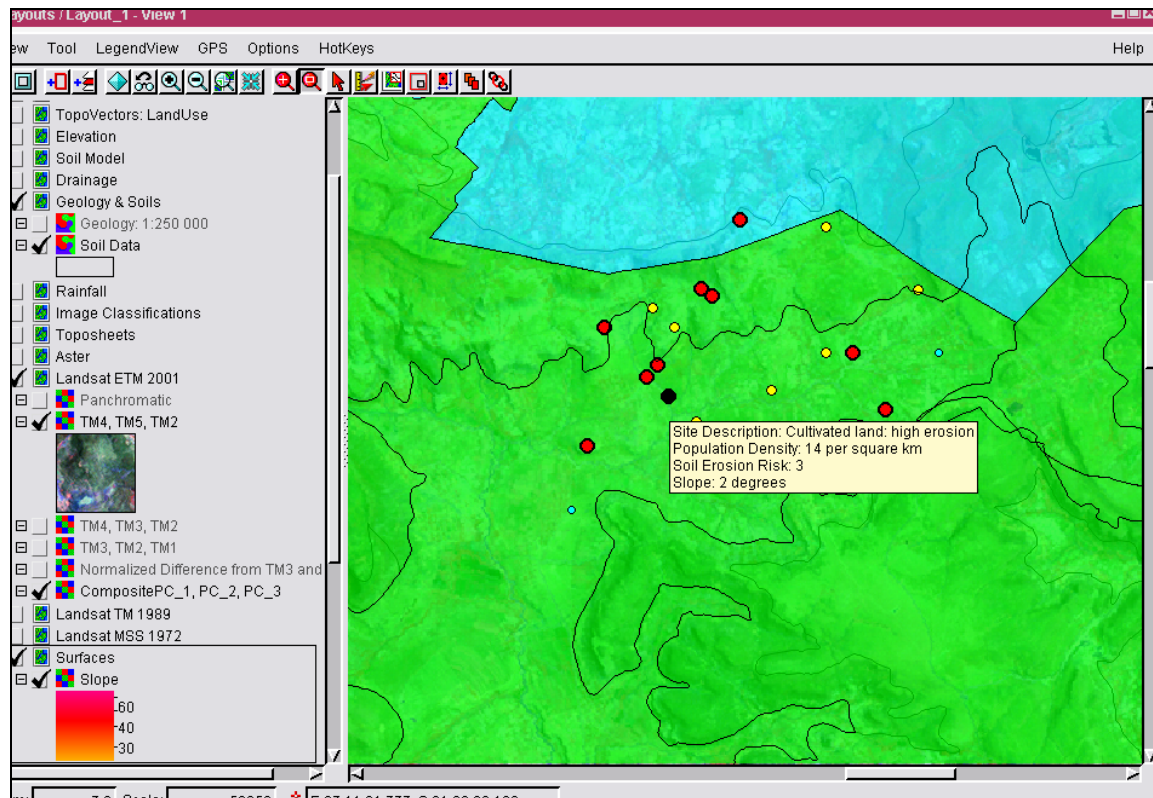 ayouts / Layout_1 - View 1
ew Tool LegendView GPS Options HotKeys Help
TopoVectors: LandUse
Elevation
Soil Model
Drainage
Geology & Soils
Geology: 1:250 000
Soil Data
Rainfall
Image Classifications
Toposheets
Aster
Landsat ETM 2001
Panchromatic
TM4, TM5, TM2
TM4, TM3, TM2
TM3, TM2, TM1
Normalized Difference from TM3 and
CompositePC_1, PC_2, PC_3
Landsat TM 1989
Landsat MSS 1972
Surfaces
Slope
60
40
30
Site Description: Cultivated land: high erosion
Population Density: 14 per square km
Soil Erosion Risk: 3
Slope: 2 degrees